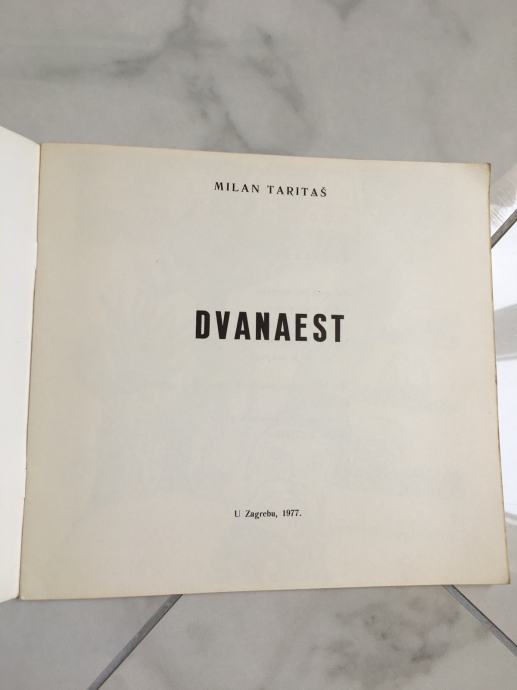 MILAN TARITAŠ
DVANAEST
U Zagrebu, 1977.